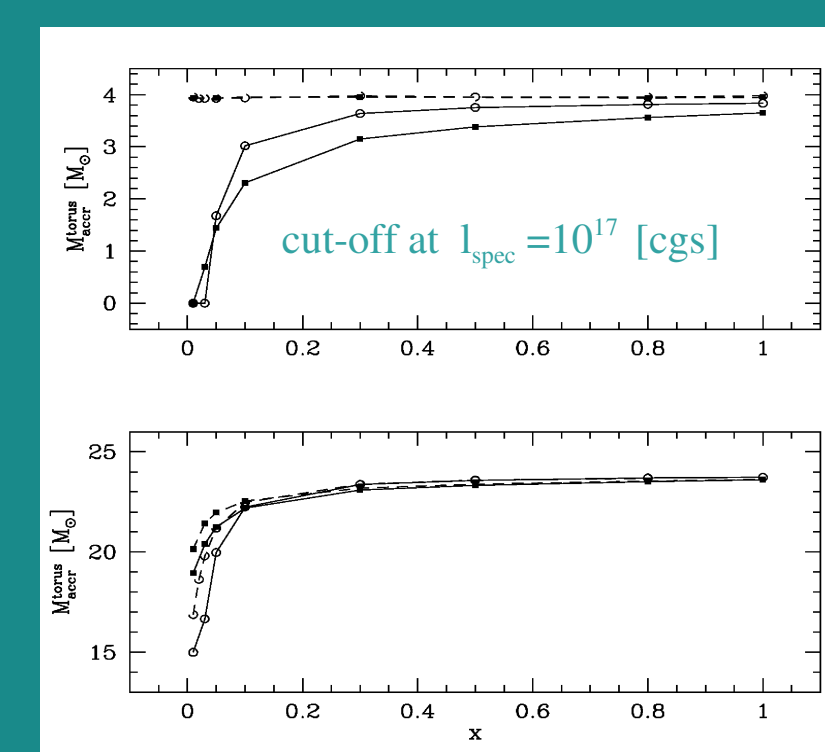 4
3
2
1
0
M^torus_accr [M_⊙]
cut-off at l_spec =10^17 [cgs]
0 0.2 0.4 0.6 0.8 1
25
20
15
M^torus_accr [M_⊙]
0 0.2 0.4 0.6 0.8 1
x